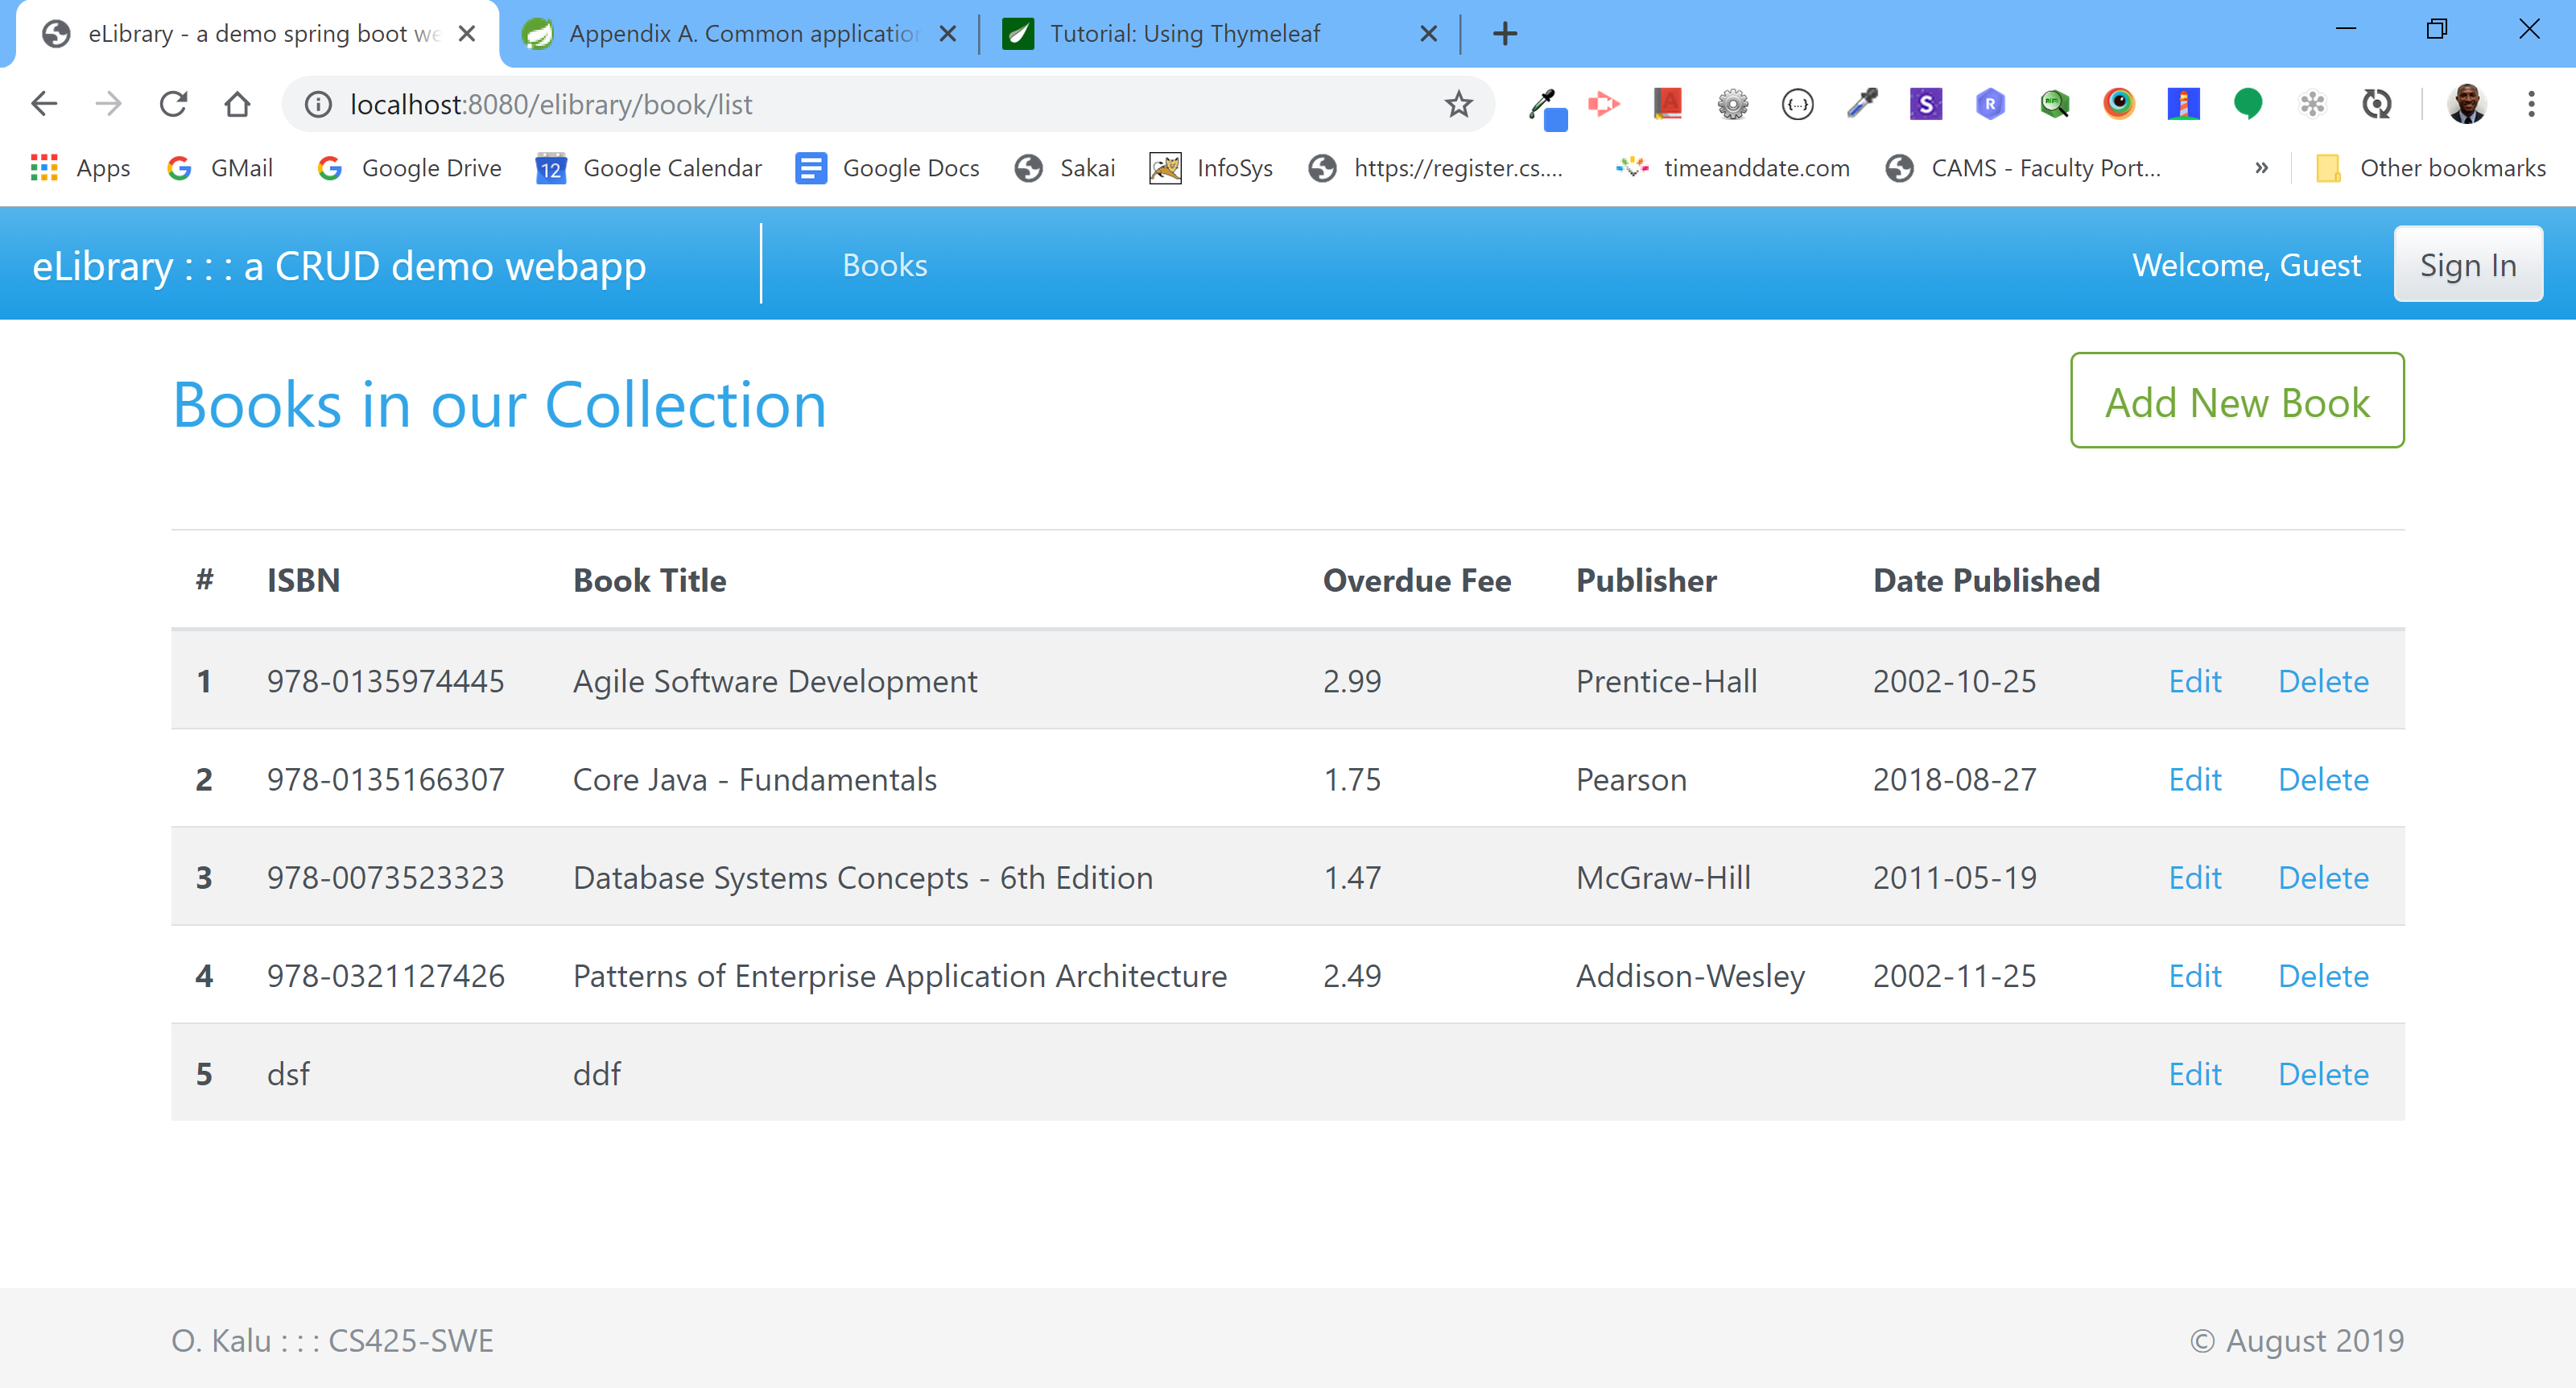 eLibrary - a demo spring boot we
Appendix A. Common application
Tutorial: Using Thymeleaf
localhost:8080/elibrary/book/list
Apps GMail Google Drive 12 Google Calendar Google Docs Sakai InfoSys https://register.cs.... timeanddate.com CAMS - Faculty Port... » Other bookmarks
eLibrary : : : a CRUD demo webapp Books Welcome, Guest Sign In
Books in our Collection Add New Book
# ISBN Book Title Overdue Fee Publisher Date Published
1 978-0135974445 Agile Software Development 2.99 Prentice-Hall 2002-10-25 Edit Delete
2 978-0135166307 Core Java - Fundamentals 1.75 Pearson 2018-08-27 Edit Delete
3 978-0073523323 Database Systems Concepts - 6th Edition 1.47 McGraw-Hill 2011-05-19 Edit Delete
4 978-0321127426 Patterns of Enterprise Application Architecture 2.49 Addison-Wesley 2002-11-25 Edit Delete
5 dsf ddf Edit Delete
O. Kalu : : : CS425-SWE © August 2019